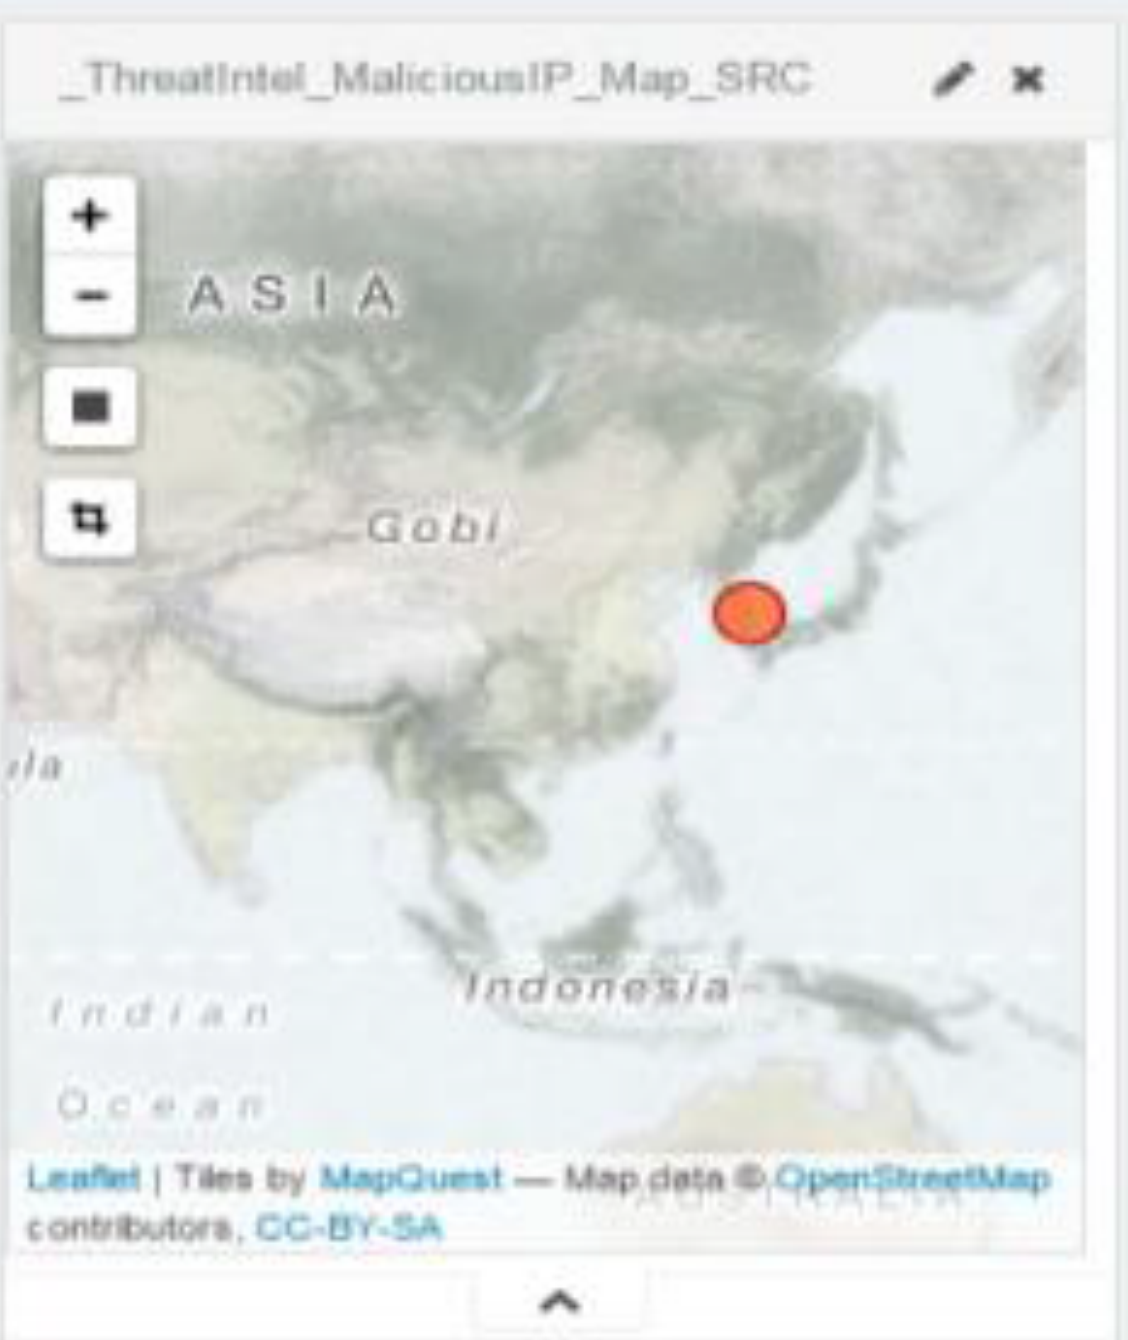 _ThreatIntel_MaliciousIP_Map_SRC
ASIA
Gobi
Indonesia
Indian
Ocean
Leaflet | Tiles by MapQuest — Map data © OpenStreetMap
contributors, CC-BY-SA